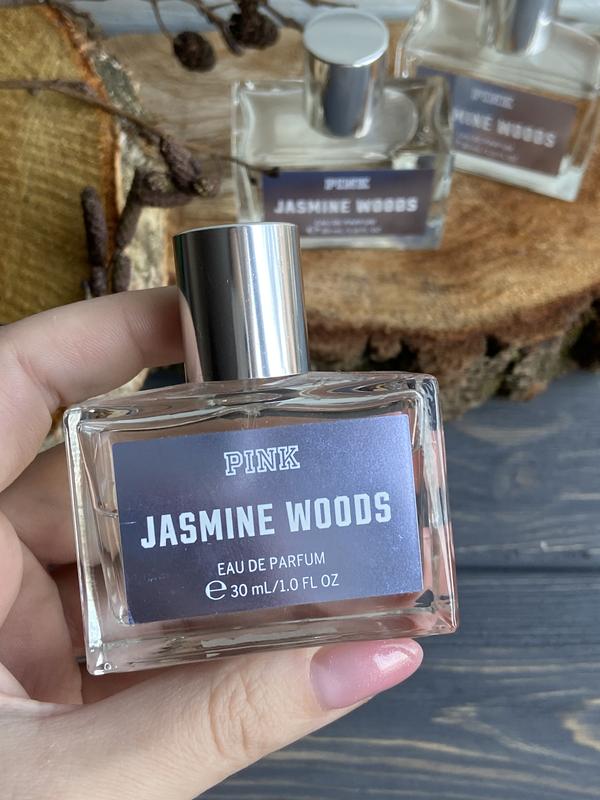 PINK
MINE WOODS
PINK
JASMINE WOODS
EAU DE PARFUM
PINK
JASMINE WOODS
EAU DE PARFUM
℮ 30 mL/1.0 FL OZ